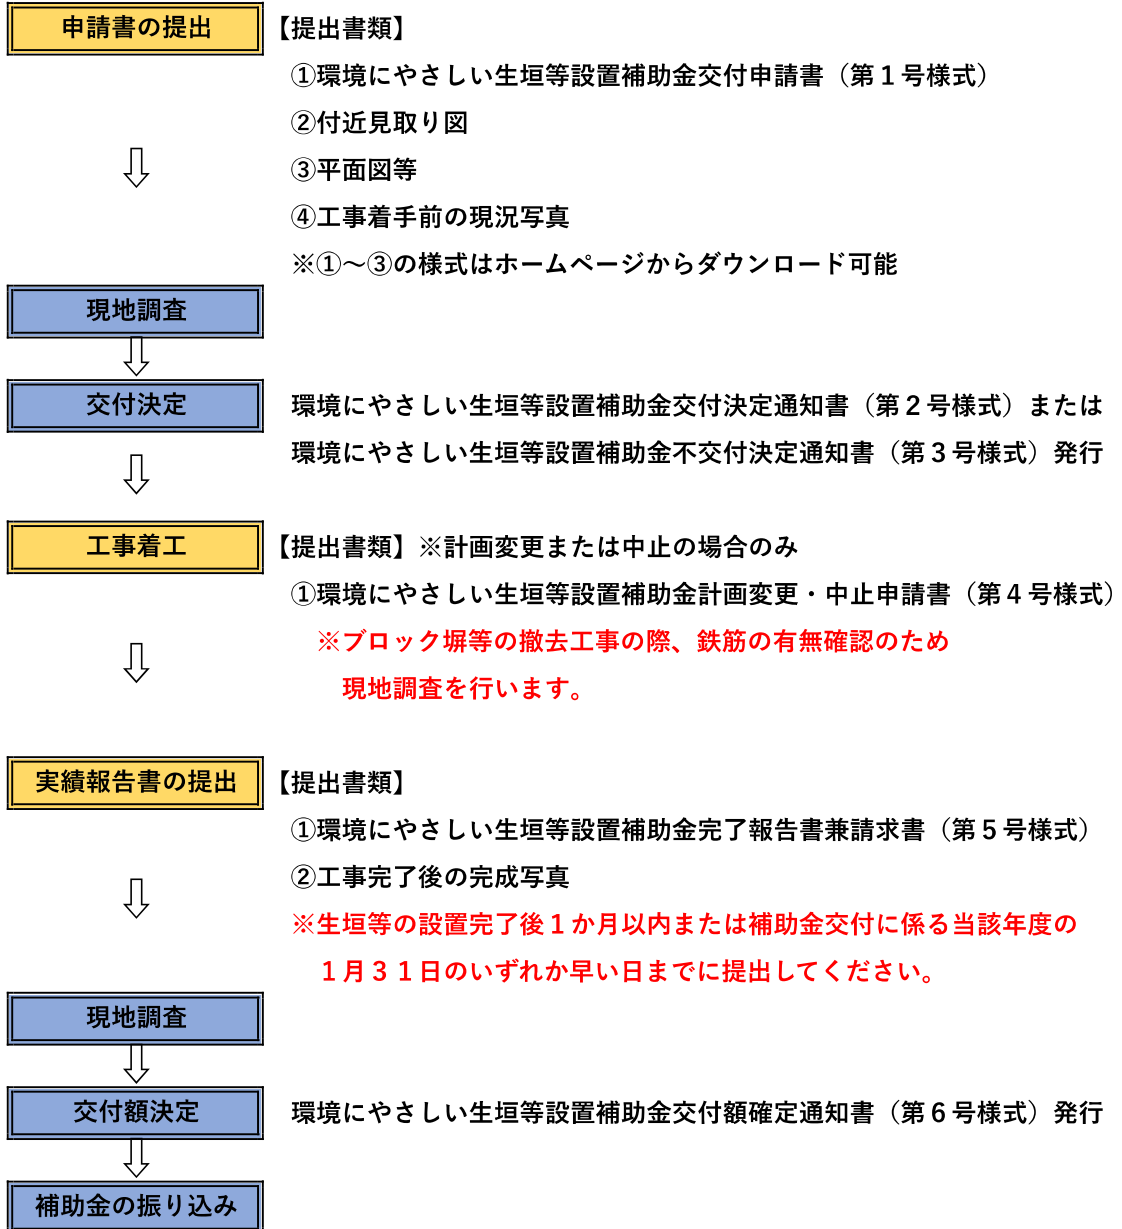 申請書の提出
【提出書類】
①環境にやさしい生垣等設置補助金交付申請書（第１号様式）
②付近見取り図
③平面図等
④工事着手前の現況写真
※①～③の様式はホームページからダウンロード可能
現地調査
交付決定
環境にやさしい生垣等設置補助金交付決定通知書（第２号様式）または
環境にやさしい生垣等設置補助金不交付決定通知書（第３号様式）発行
工事着工
【提出書類】※計画変更または中止の場合のみ
①環境にやさしい生垣等設置補助金計画変更・中止申請書（第４号様式）
※ブロック塀等の撤去工事の際、鉄筋の有無確認のため
現地調査を行います。
実績報告書の提出
【提出書類】
①環境にやさしい生垣等設置補助金完了報告書兼請求書（第５号様式）
②工事完了後の完成写真
※生垣等の設置完了後１か月以内または補助金交付に係る当該年度の
１月３１日のいずれか早い日までに提出してください。
現地調査
交付額決定
環境にやさしい生垣等設置補助金交付額確定通知書（第６号様式）発行
補助金の振り込み